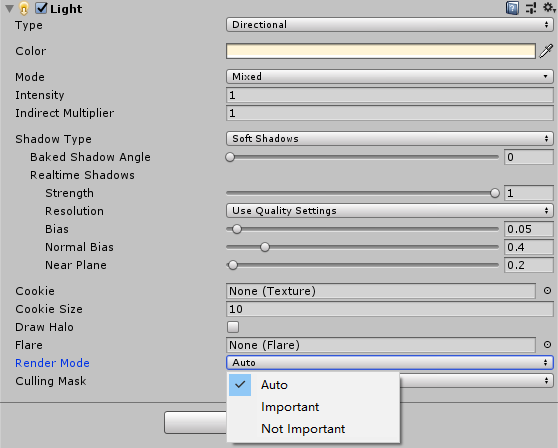 Light
Type Directional
Color
Mode Mixed
Intensity 1
Indirect Multiplier 1
Shadow Type Soft Shadows
Baked Shadow Angle 0
Realtime Shadows
Strength 1
Resolution Use Quality Settings
Bias 0.05
Normal Bias 0.4
Near Plane 0.2
Cookie None (Texture)
Cookie Size 10
Draw Halo
Flare None (Flare)
Render Mode Auto
Culling Mask
Auto
Important
Not Important